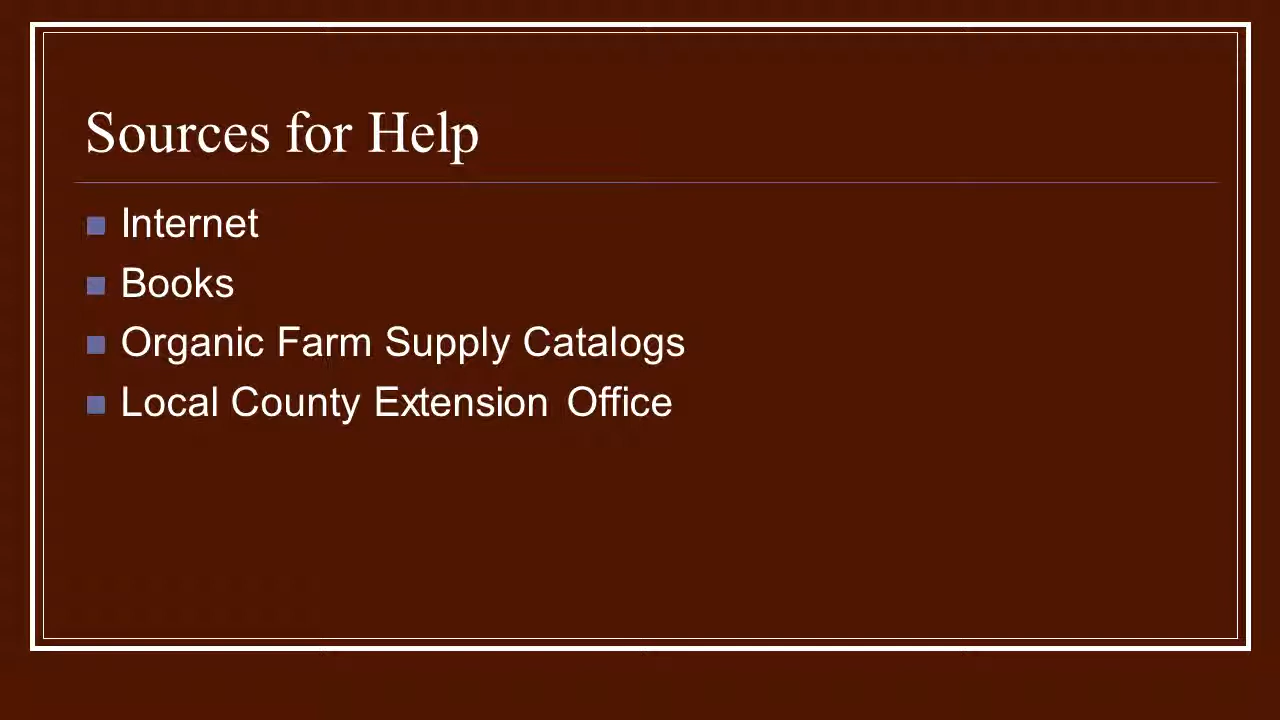 Sources for Help
Internet
Books
Organic Farm Supply Catalogs
Local County Extension Office